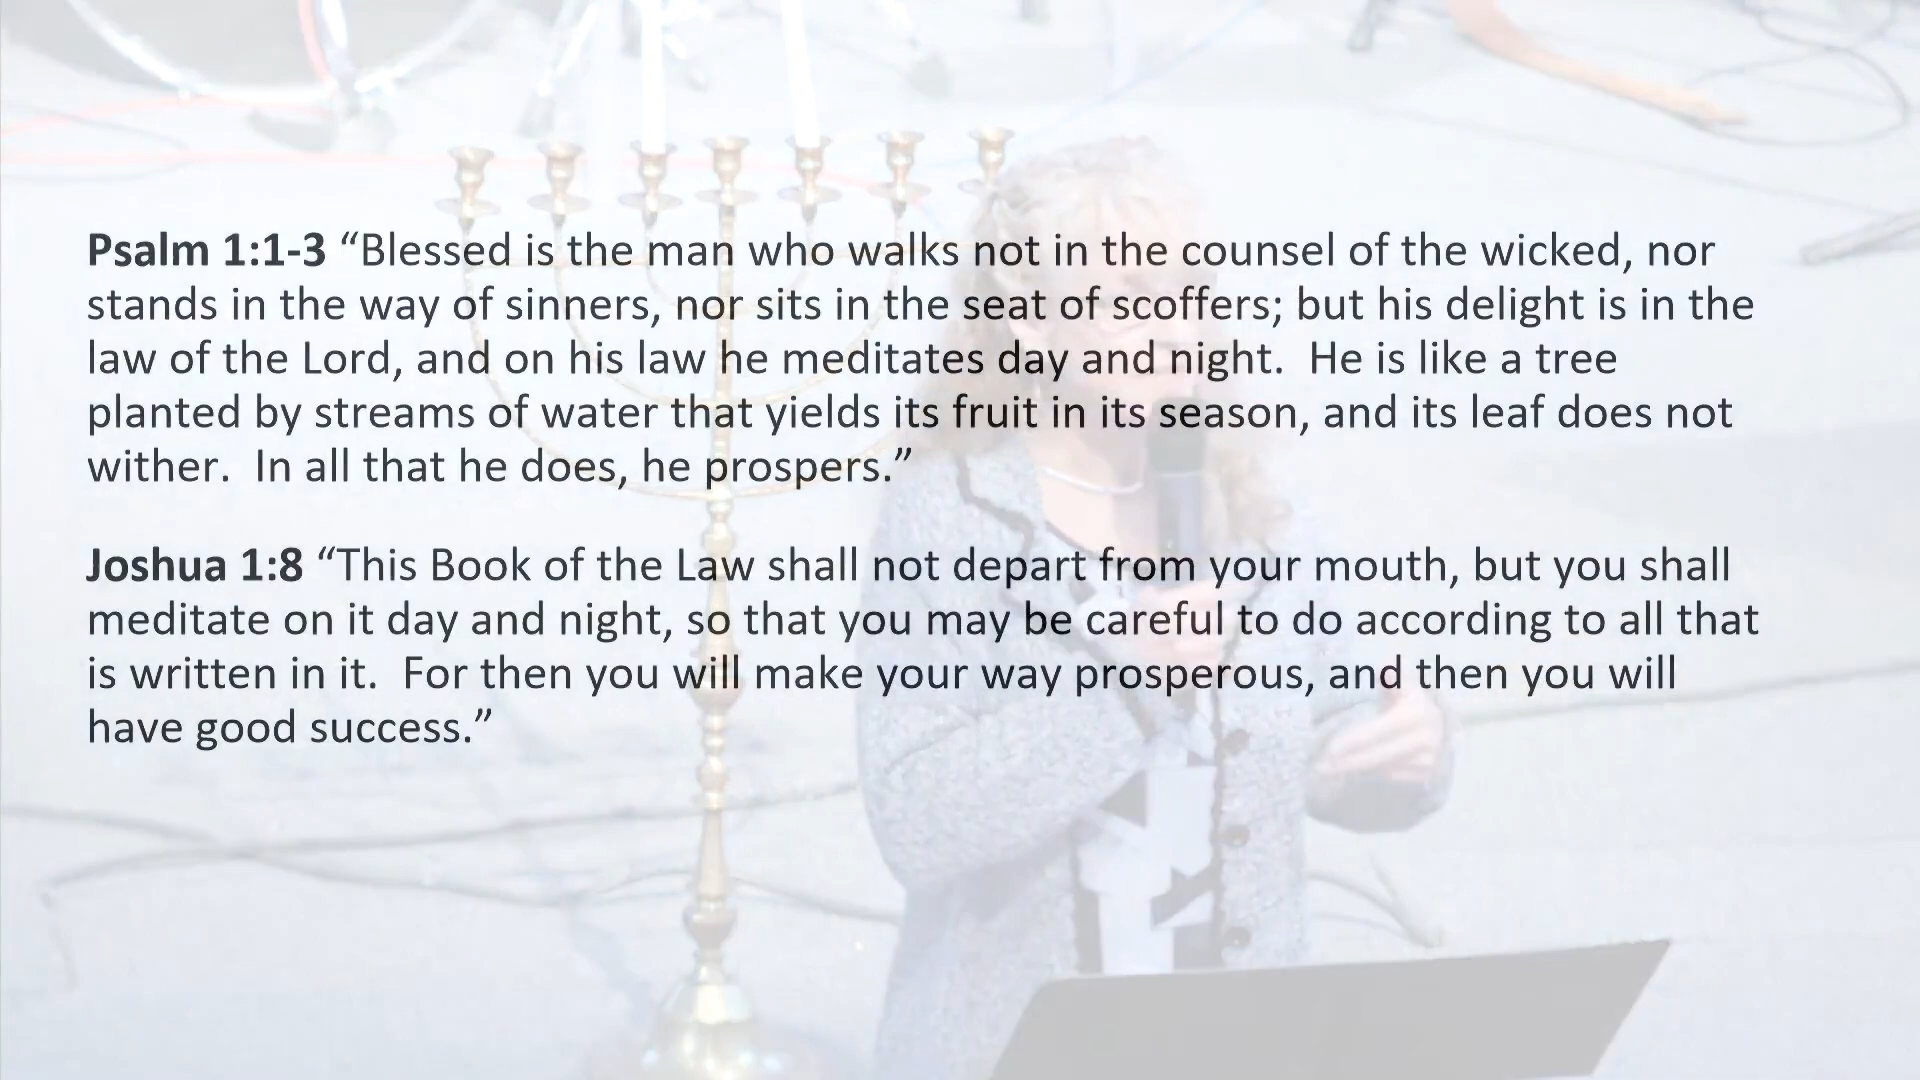 Psalm 1:1-3 “Blessed is the man who walks not in the counsel of the wicked, nor
stands in the way of sinners, nor sits in the seat of scoffers; but his delight is in the
law of the Lord, and on his law he meditates day and night.  He is like a tree
planted by streams of water that yields its fruit in its season, and its leaf does not
wither.  In all that he does, he prospers.”
Joshua 1:8 “This Book of the Law shall not depart from your mouth, but you shall
meditate on it day and night, so that you may be careful to do according to all that
is written in it.  For then you will make your way prosperous, and then you will
have good success.”